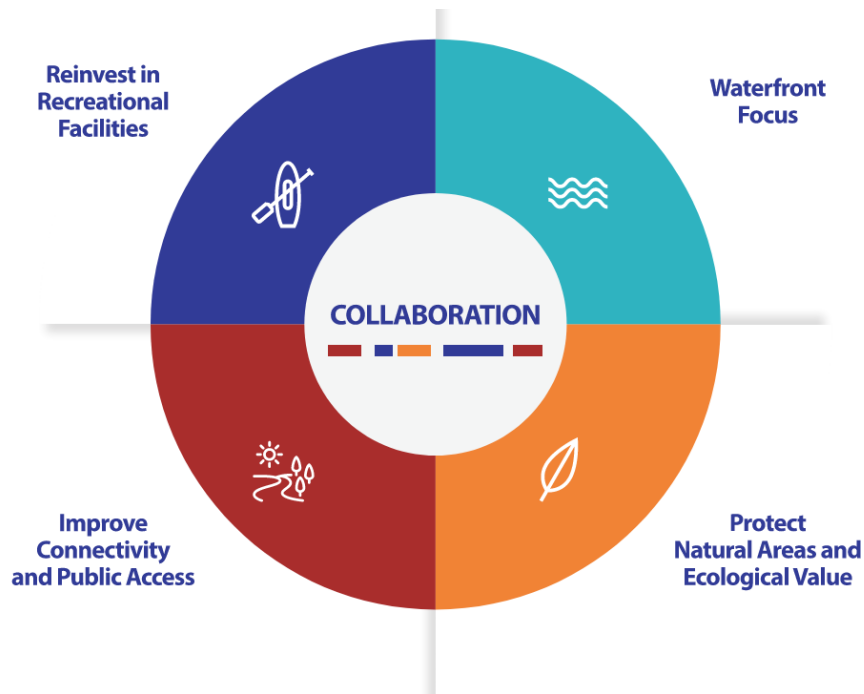 Reinvest in
Recreational
Facilities
Waterfront
Focus
COLLABORATION
Improve
Connectivity
and Public Access
Protect
Natural Areas and
Ecological Value